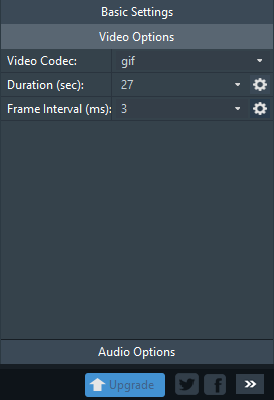 Basic Settings
Video Options
Video Codec: gif
Duration (sec): 27
Frame Interval (ms): 3
Audio Options
Upgrade